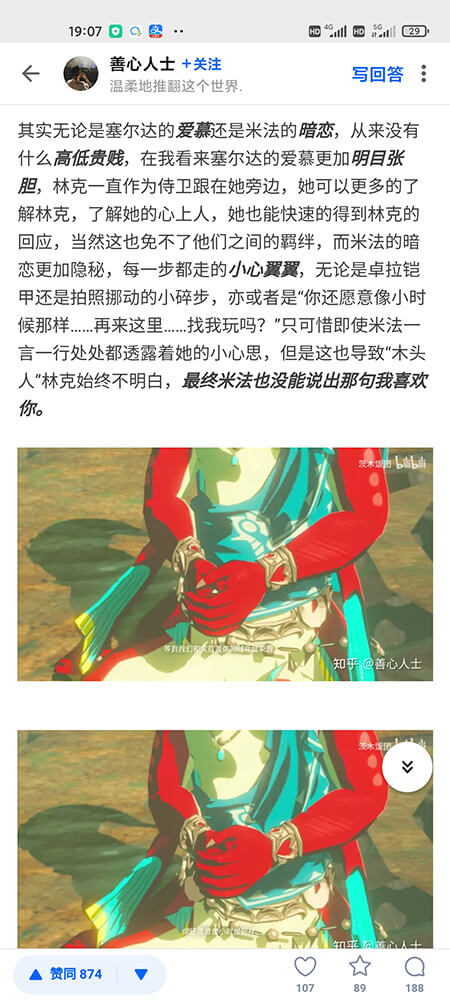 19:07
HD 4G HD 5G 29
善心人士 +关注
写回答
温柔地推翻这个世界.
其实无论是塞尔达的爱慕还是米法的暗恋，从来没有
什么高低贵贱，在我看来塞尔达的爱慕更加明目张
胆，林克一直作为侍卫跟在她旁边，她可以更多的了
解林克，了解她的心上人，她也能快速的得到林克的
回应，当然这也免不了他们之间的羁绊，而米法的暗
恋更加隐秘，每一步都走的小心翼翼，无论是卓拉铠
甲还是拍照挪动的小碎步，亦或者是“你还愿意像小时
候那样......再来这里......找我玩吗？”只可惜即使米法一
言一行处处都透露着她的小心思，但是这也导致“木头
人”林克始终不明白，最终米法也没能说出那句我喜欢
你。
茨木饭团 bilibili
知乎 @善心人士
茨木饭团 bilibili
你还愿意像小时候那样
知乎 @善心人士
赞同 874
107 89 188